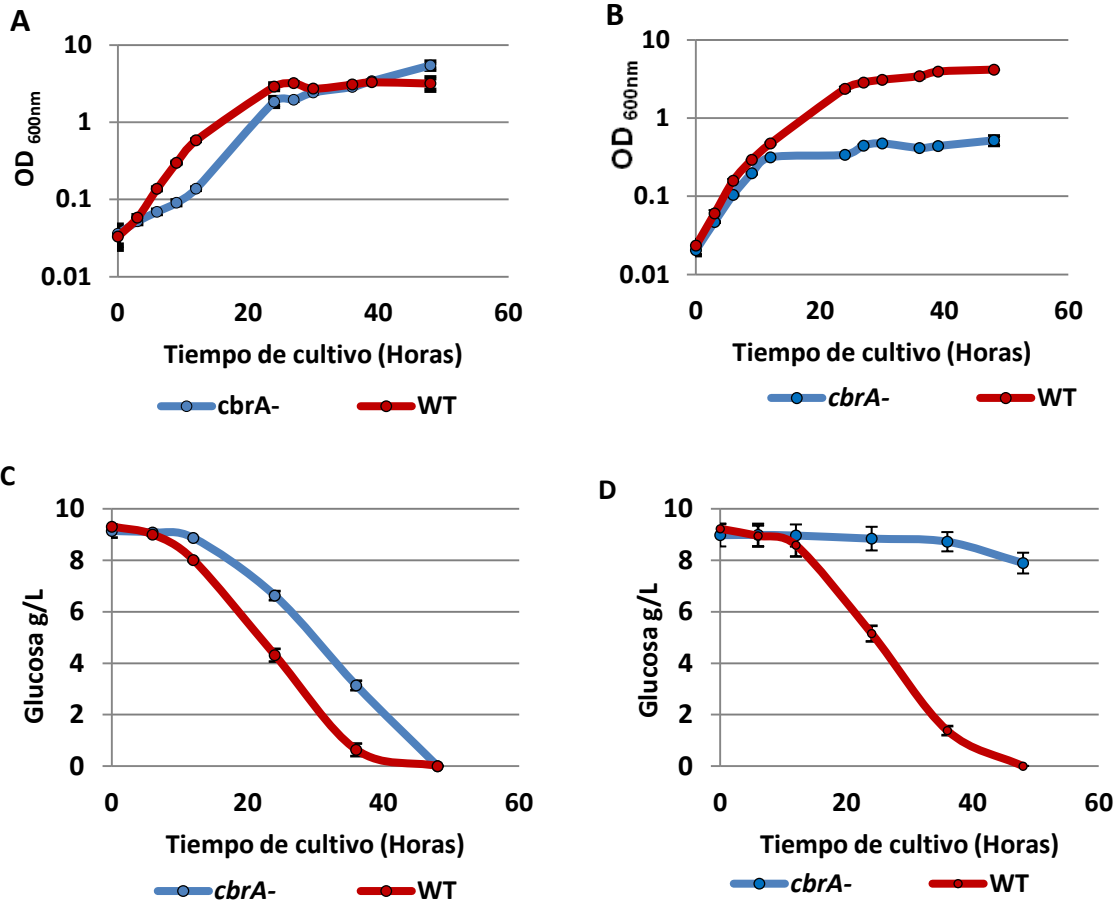 A
10
1
0.1
0.01
OD 600nm
0 20 40 60
Tiempo de cultivo (Horas)
cbrA- WT
B
10
1
0.1
0.01
OD 600nm
0 20 40 60
Tiempo de cultivo (Horas)
cbrA- WT
C
10
8
6
4
2
0
Glucosa g/L
0 20 40 60
Tiempo de cultivo (Horas)
cbrA- WT
D
10
8
6
4
2
0
Glucosa g/L
0 20 40 60
Tiempo de cultivo (Horas)
cbrA- WT